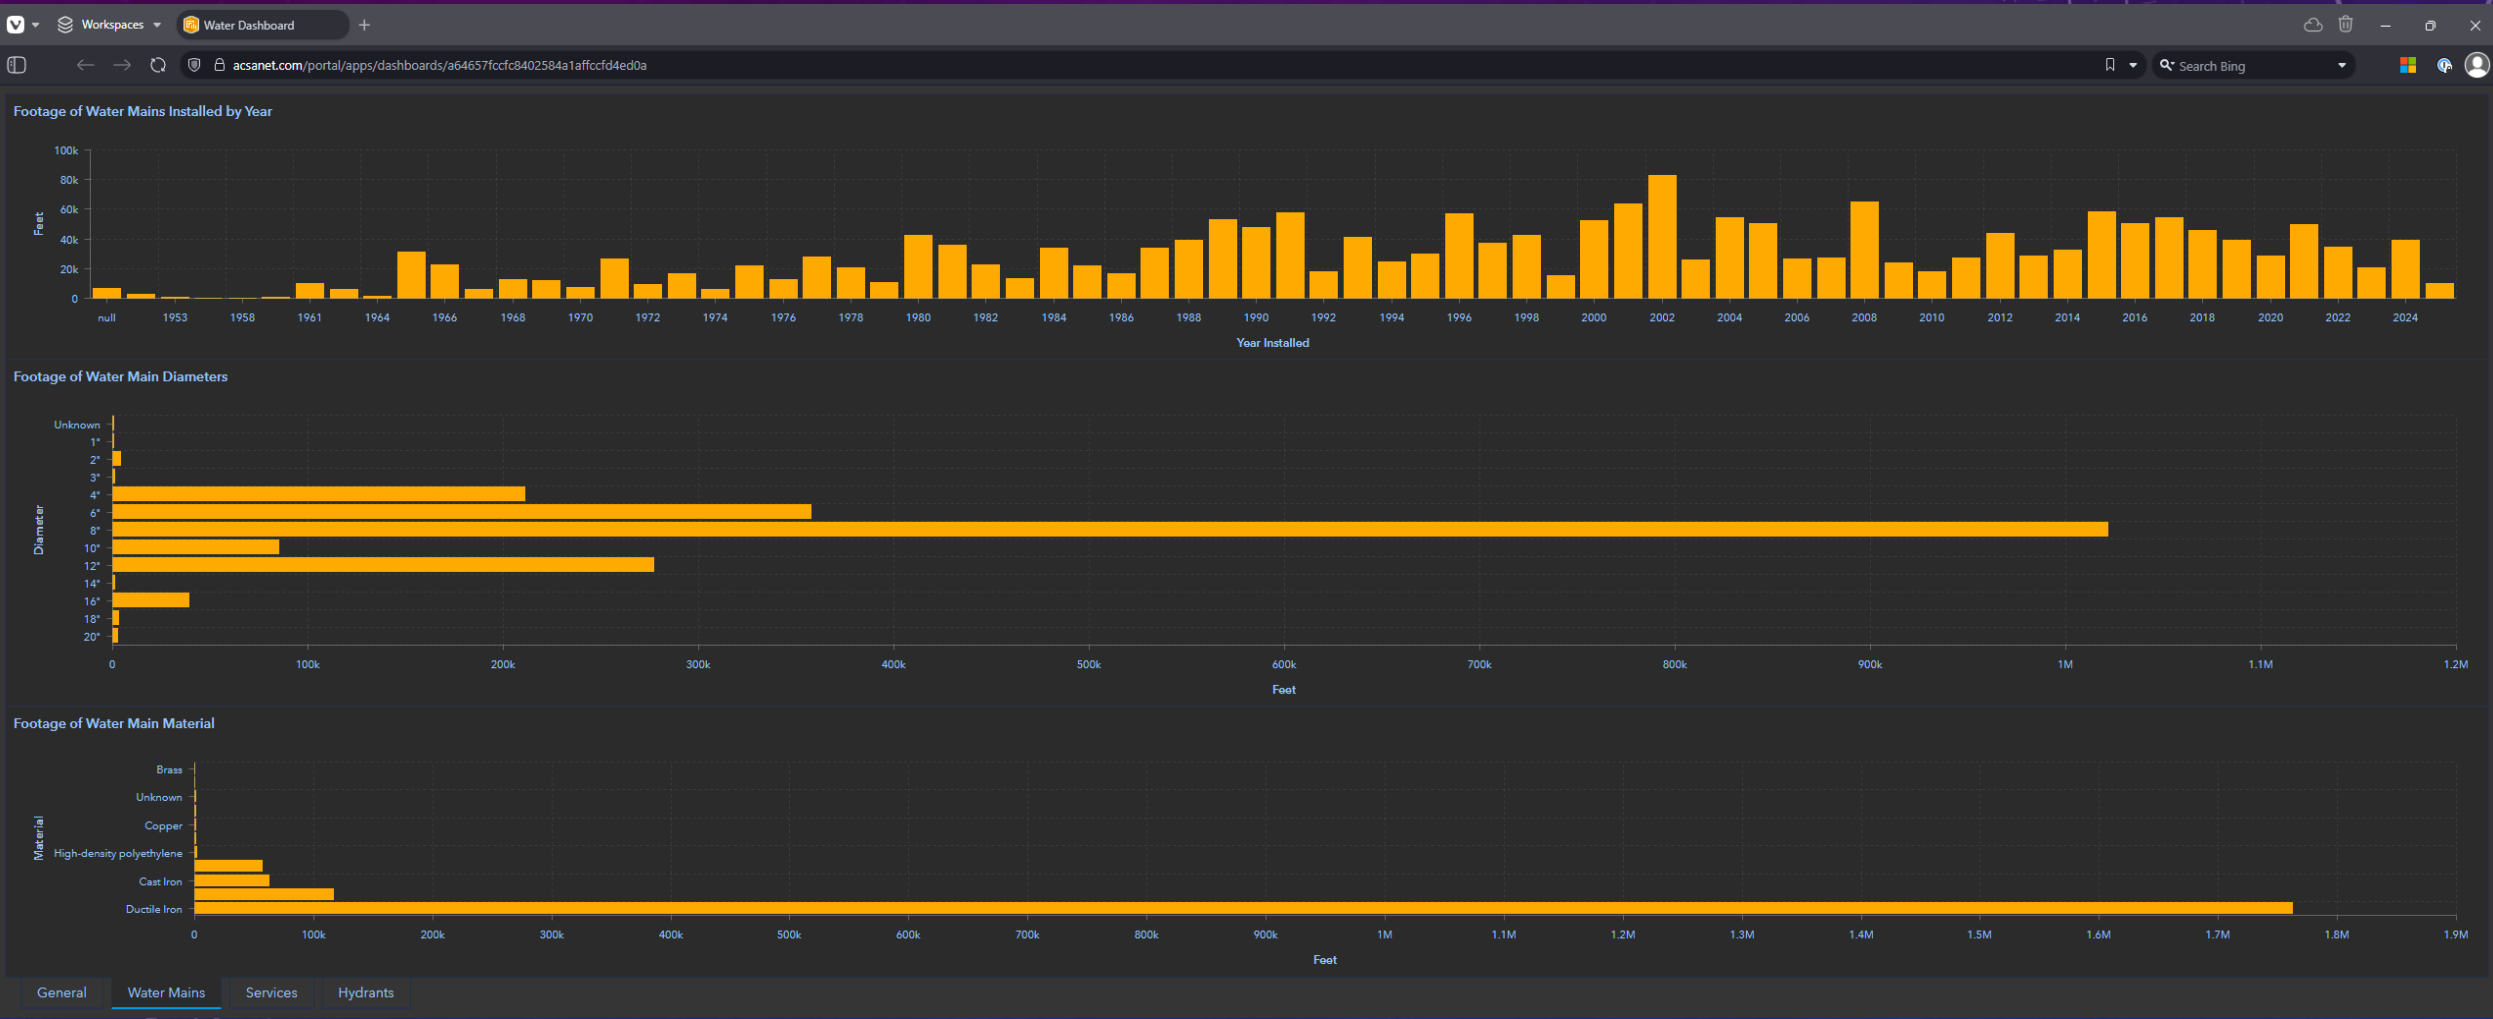 Workspaces Water Dashboard
acsanet.com/portal/apps/dashboards/a64657fccfc8402584a1affccfd4ed0a Search Bing
Footage of Water Mains Installed by Year
100k
80k
60k
40k
20k
0
Feet
null 1953 1958 1961 1964 1966 1968 1970 1972 1974 1976 1978 1980 1982 1984 1986 1988 1990 1992 1994 1996 1998 2000 2002 2004 2006 2008 2010 2012 2014 2016 2018 2020 2022 2024
Year Installed
Footage of Water Main Diameters
Diameter
Unknown
1"
2"
3"
4"
6"
8"
10"
12"
14"
16"
18"
20"
0 100k 200k 300k 400k 500k 600k 700k 800k 900k 1M 1.1M 1.2M
Feet
Footage of Water Main Material
Material
Brass
Unknown
Copper
High-density polyethylene
Cast Iron
Ductile Iron
0 100k 200k 300k 400k 500k 600k 700k 800k 900k 1M 1.1M 1.2M 1.3M 1.4M 1.5M 1.6M 1.7M 1.8M 1.9M
Feet
General Water Mains Services Hydrants